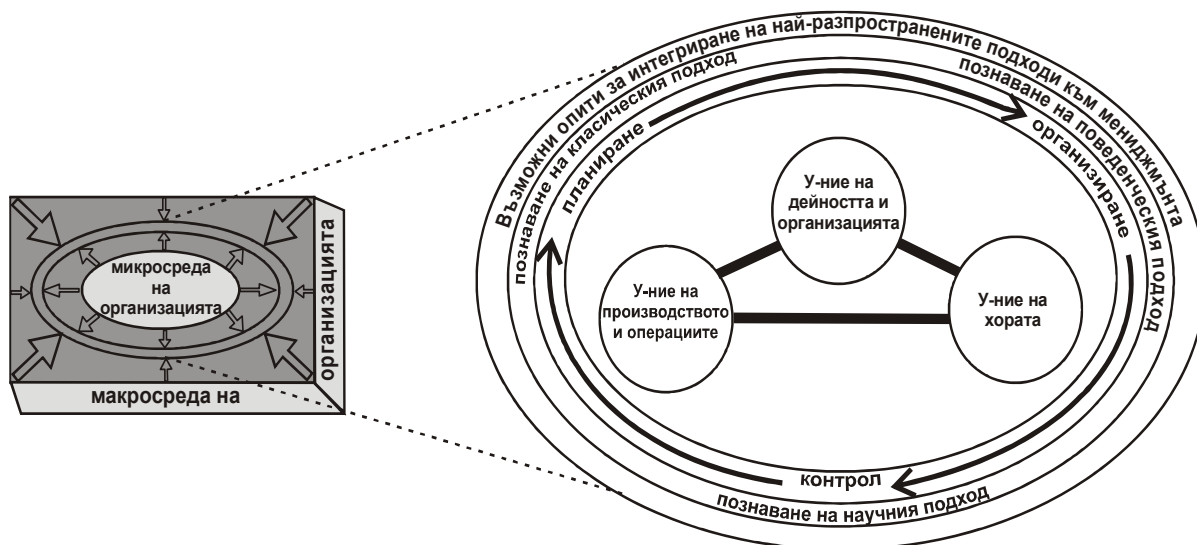 Възможни опити за интегриране на най-разпространените подходи към мениджмънта
познаване на класическия подход
познаване на поведенческия подход
планиране
организиране
У-ние на
дейността и
организацията
У-ние на
производството
и операциите
У-ние на
хората
контрол
познаване на научния подход
микросреда
на
организацията
макросреда на
организацията